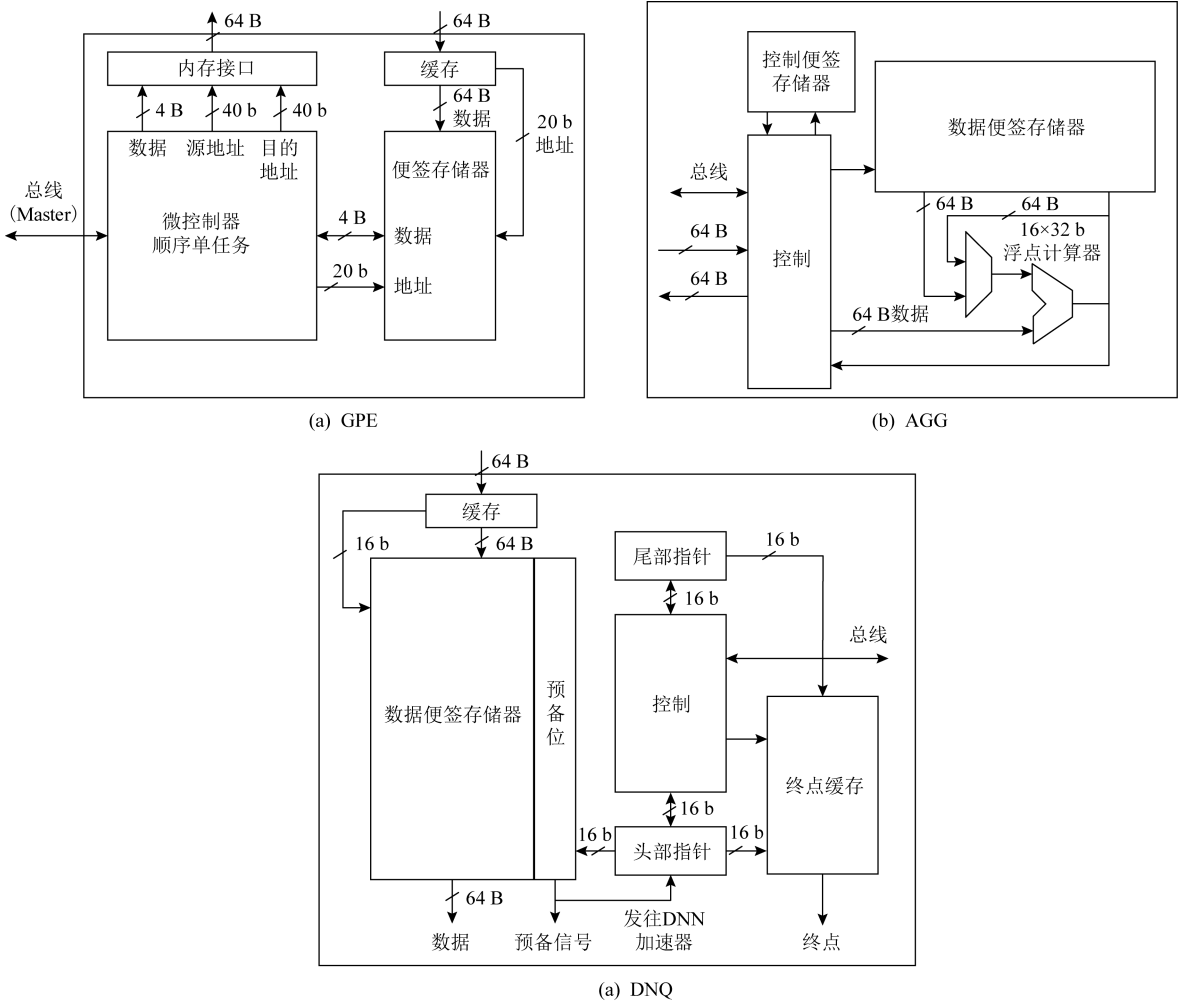 64 B
64 B
内存接口
缓存
4 B
40 b
40 b
64 B
数据
20 b
地址
数据
源地址
目的
地址
便签存储器
总线
(Master)
微控制器
顺序单任务
4 B
数据
20 b
地址
(a) GPE
控制便签
存储器
数据便签存储器
总线
64 B
64 B
控制
64 B
64 B
16×32 b
浮点计算器
64 B数据
(b) AGG
64 B
缓存
16 b
64 B
尾部指针
16 b
16 b
总线
数据便签存储器
预
备
位
控制
终点缓存
16 b
16 b
头部指针
16 b
64 B
数据
预备信号
发往DNN
加速器
终点
(a) DNQ